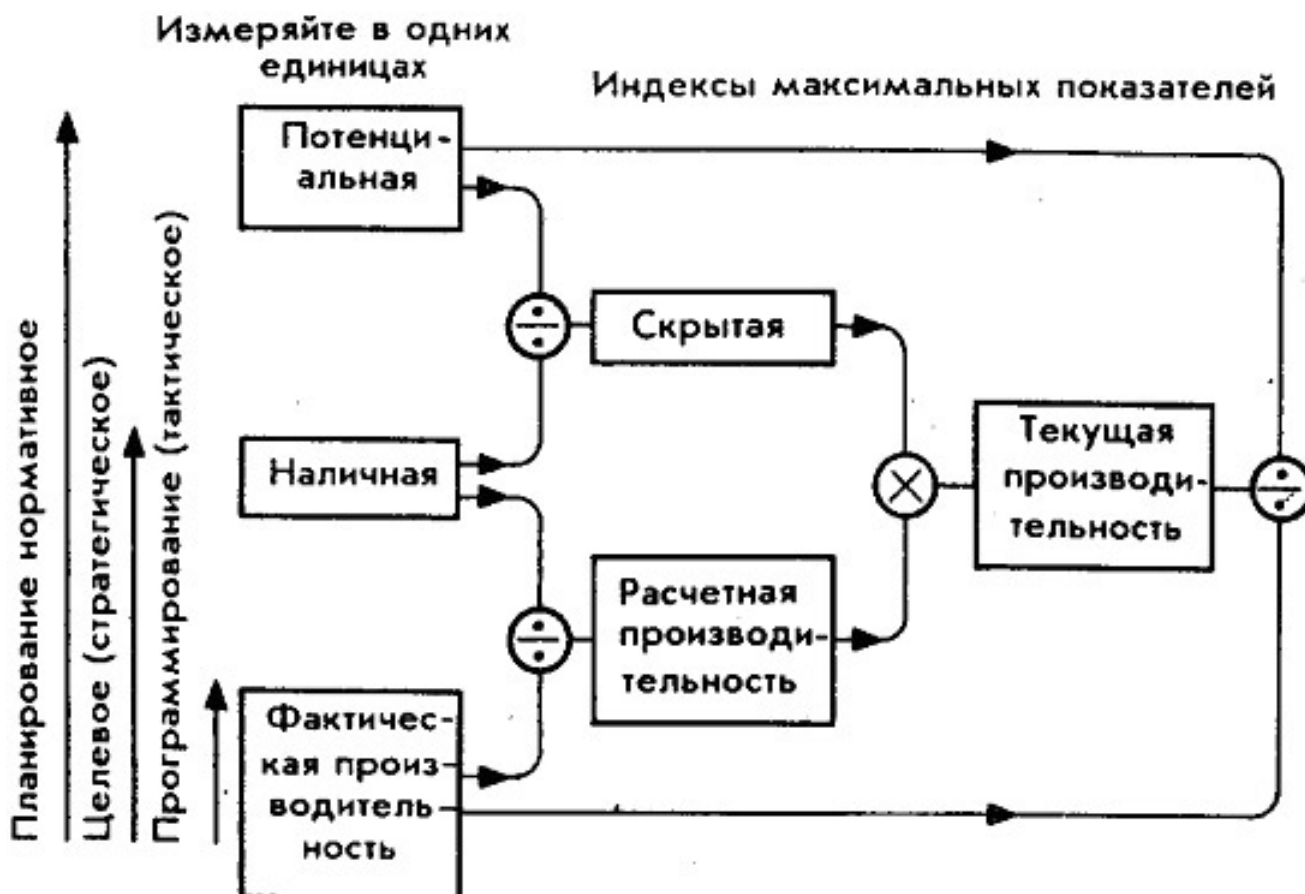 Измеряйте в одних
единицах
Индексы максимальных показателей
Потенци-
альная
Скрытая
Наличная
Текущая
производи-
тельность
Расчетная
производи-
тельность
Фактичес-
кая произ-
водитель-
ность
Планирование нормативное
Целевое (стратегическое)
Программирование (тактическое)